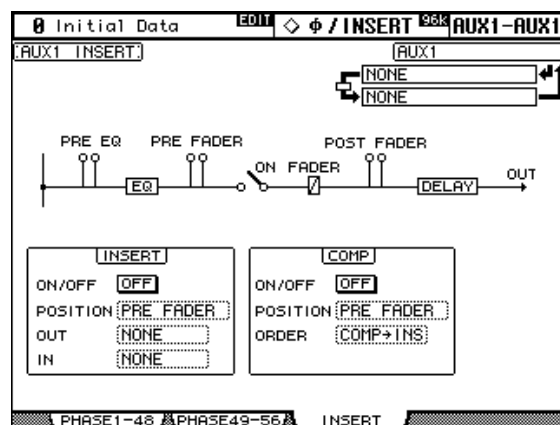 0 Initial Data EDIT ◇ Φ/INSERT 96K AUX1-AUX1
AUX1 INSERT
AUX1
NONE
NONE
PRE EQ PRE FADER POST FADER
ON FADER OUT
EQ DELAY
INSERT
ON/OFF OFF
POSITION PRE FADER
OUT NONE
IN NONE
COMP
ON/OFF OFF
POSITION PRE FADER
ORDER COMP→INS
PHASE1-48 PHASE49-56 INSERT